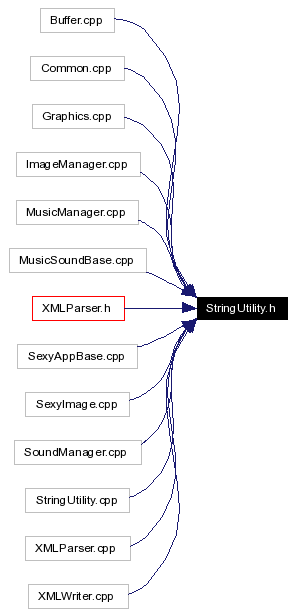 Buffer.cpp
Common.cpp
Graphics.cpp
ImageManager.cpp
MusicManager.cpp
MusicSoundBase.cpp
XMLParser.h
StringUtility.h
SexyAppBase.cpp
SexyImage.cpp
SoundManager.cpp
StringUtility.cpp
XMLParser.cpp
XMLWriter.cpp